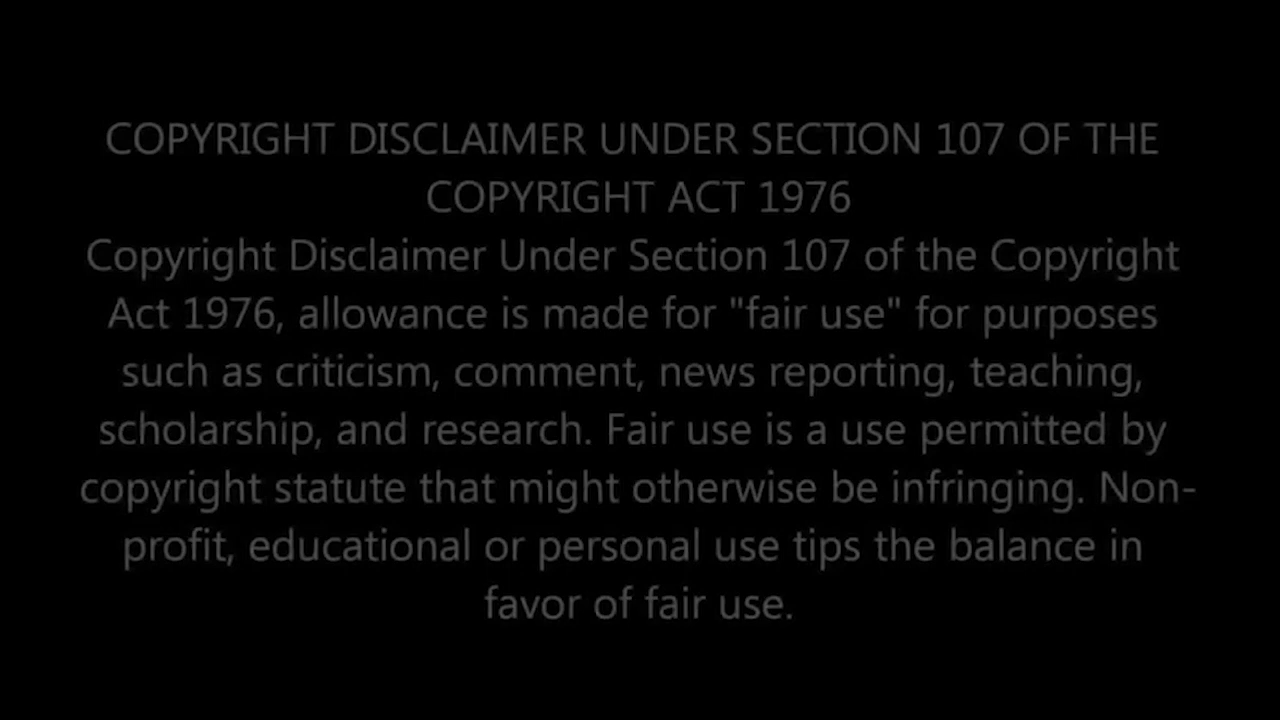 COPYRIGHT DISCLAIMER UNDER SECTION 107 OF THE
COPYRIGHT ACT 1976
Copyright Disclaimer Under Section 107 of the Copyright
Act 1976, allowance is made for "fair use" for purposes
such as criticism, comment, news reporting, teaching,
scholarship, and research. Fair use is a use permitted by
copyright statute that might otherwise be infringing. Non-
profit, educational or personal use tips the balance in
favor of fair use.